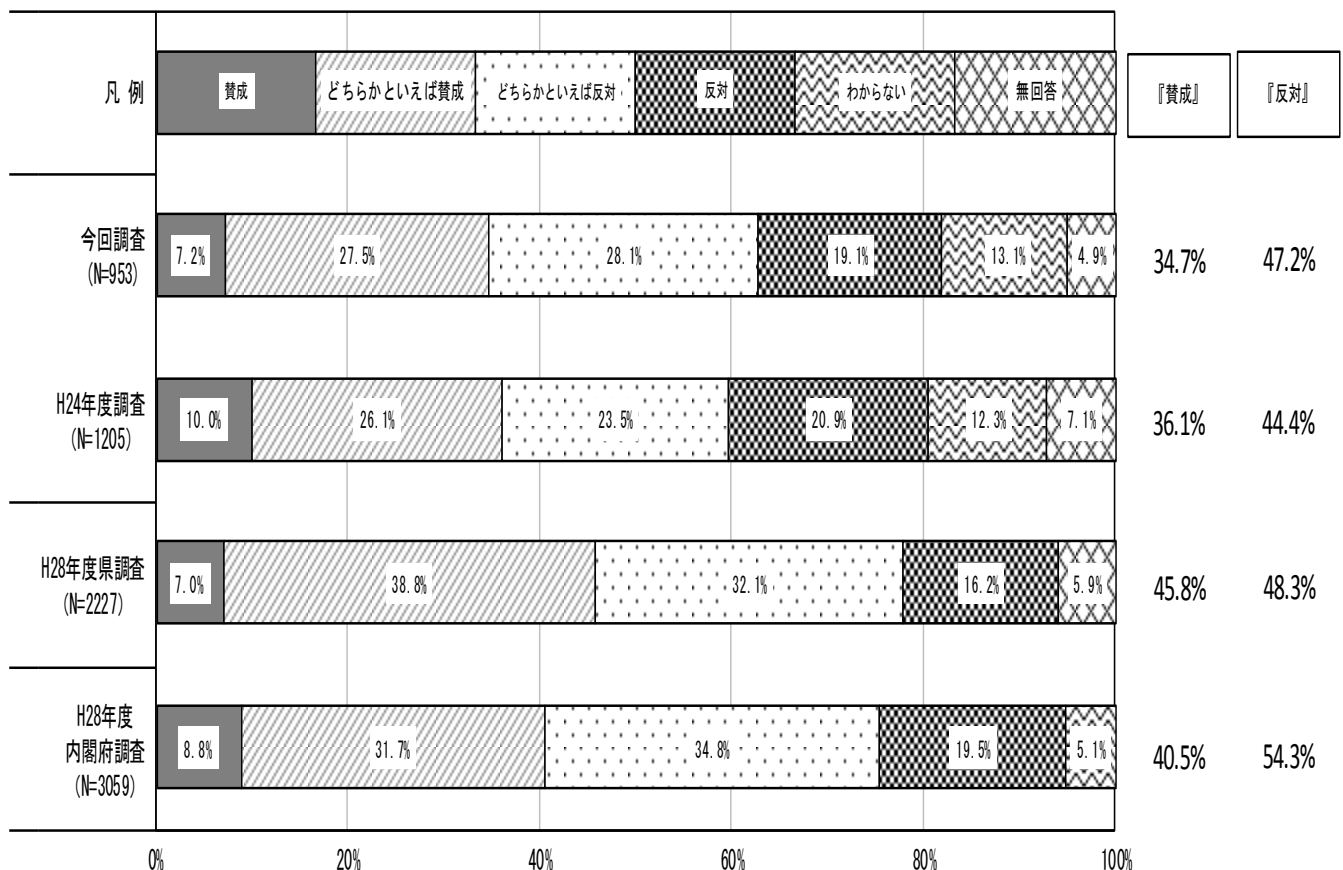 凡 例
賛成
どちらかといえば賛成
どちらかといえば反対
反対
わからない
無回答
『賛成』
『反対』
今回調査
(N=953)
7.2%
27.5%
28.1%
19.1%
13.1%
4.9%
34.7%
47.2%
H24年度調査
(N=1205)
10.0%
26.1%
23.5%
20.9%
12.3%
7.1%
36.1%
44.4%
H28年度県調査
(N=2227)
7.0%
38.8%
32.1%
16.2%
5.9%
45.8%
48.3%
H28年度
内閣府調査
(N=3059)
8.8%
31.7%
34.8%
19.5%
5.1%
40.5%
54.3%
0%
20%
40%
60%
80%
100%